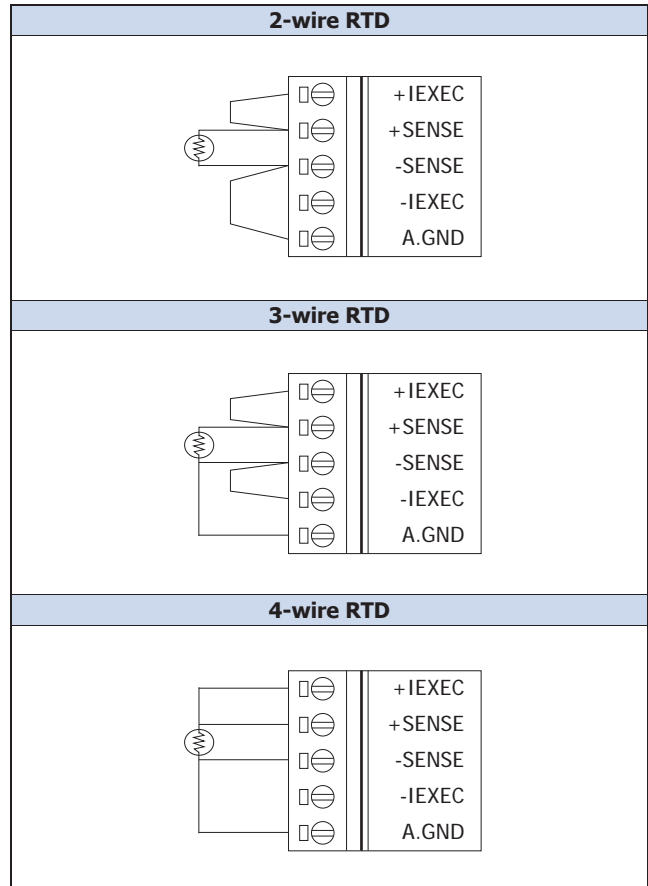 2-wire RTD
+IEXEC
+SENSE
-SENSE
-IEXEC
A.GND
3-wire RTD
+IEXEC
+SENSE
-SENSE
-IEXEC
A.GND
4-wire RTD
+IEXEC
+SENSE
-SENSE
-IEXEC
A.GND